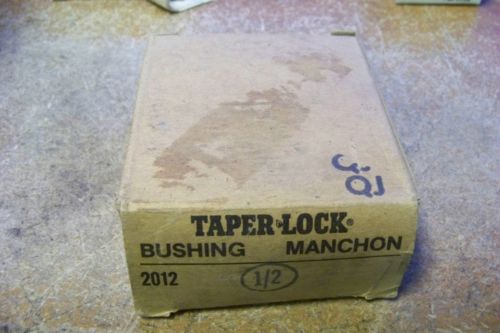 TAPER-LOCK®
BUSHING MANCHON
2012 1/2